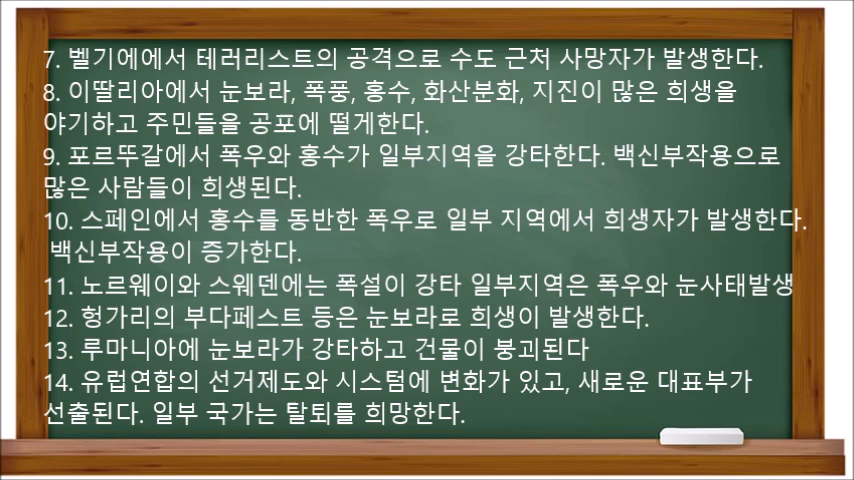 7. 벨기에에서 테러리스트의 공격으로 수도 근처 사망자가 발생한다.
8. 이딸리아에서 눈보라, 폭풍, 홍수, 화산분화, 지진이 많은 희생을
야기하고 주민들을 공포에 떨게한다.
9. 포르뚜갈에서 폭우와 홍수가 일부지역을 강타한다. 백신부작용으로
많은 사람들이 희생된다.
10. 스페인에서 홍수를 동반한 폭우로 일부 지역에서 희생자가 발생한다.
백신부작용이 증가한다.
11. 노르웨이와 스웨덴에는 폭설이 강타 일부지역은 폭우와 눈사태발생
12. 헝가리의 부다페스트 등은 눈보라로 희생이 발생한다.
13. 루마니아에 눈보라가 강타하고 건물이 붕괴된다
14. 유럽연합의 선거제도와 시스텀에 변화가 있고, 새로운 대표부가
선출된다. 일부 국가는 탈퇴를 희망한다.